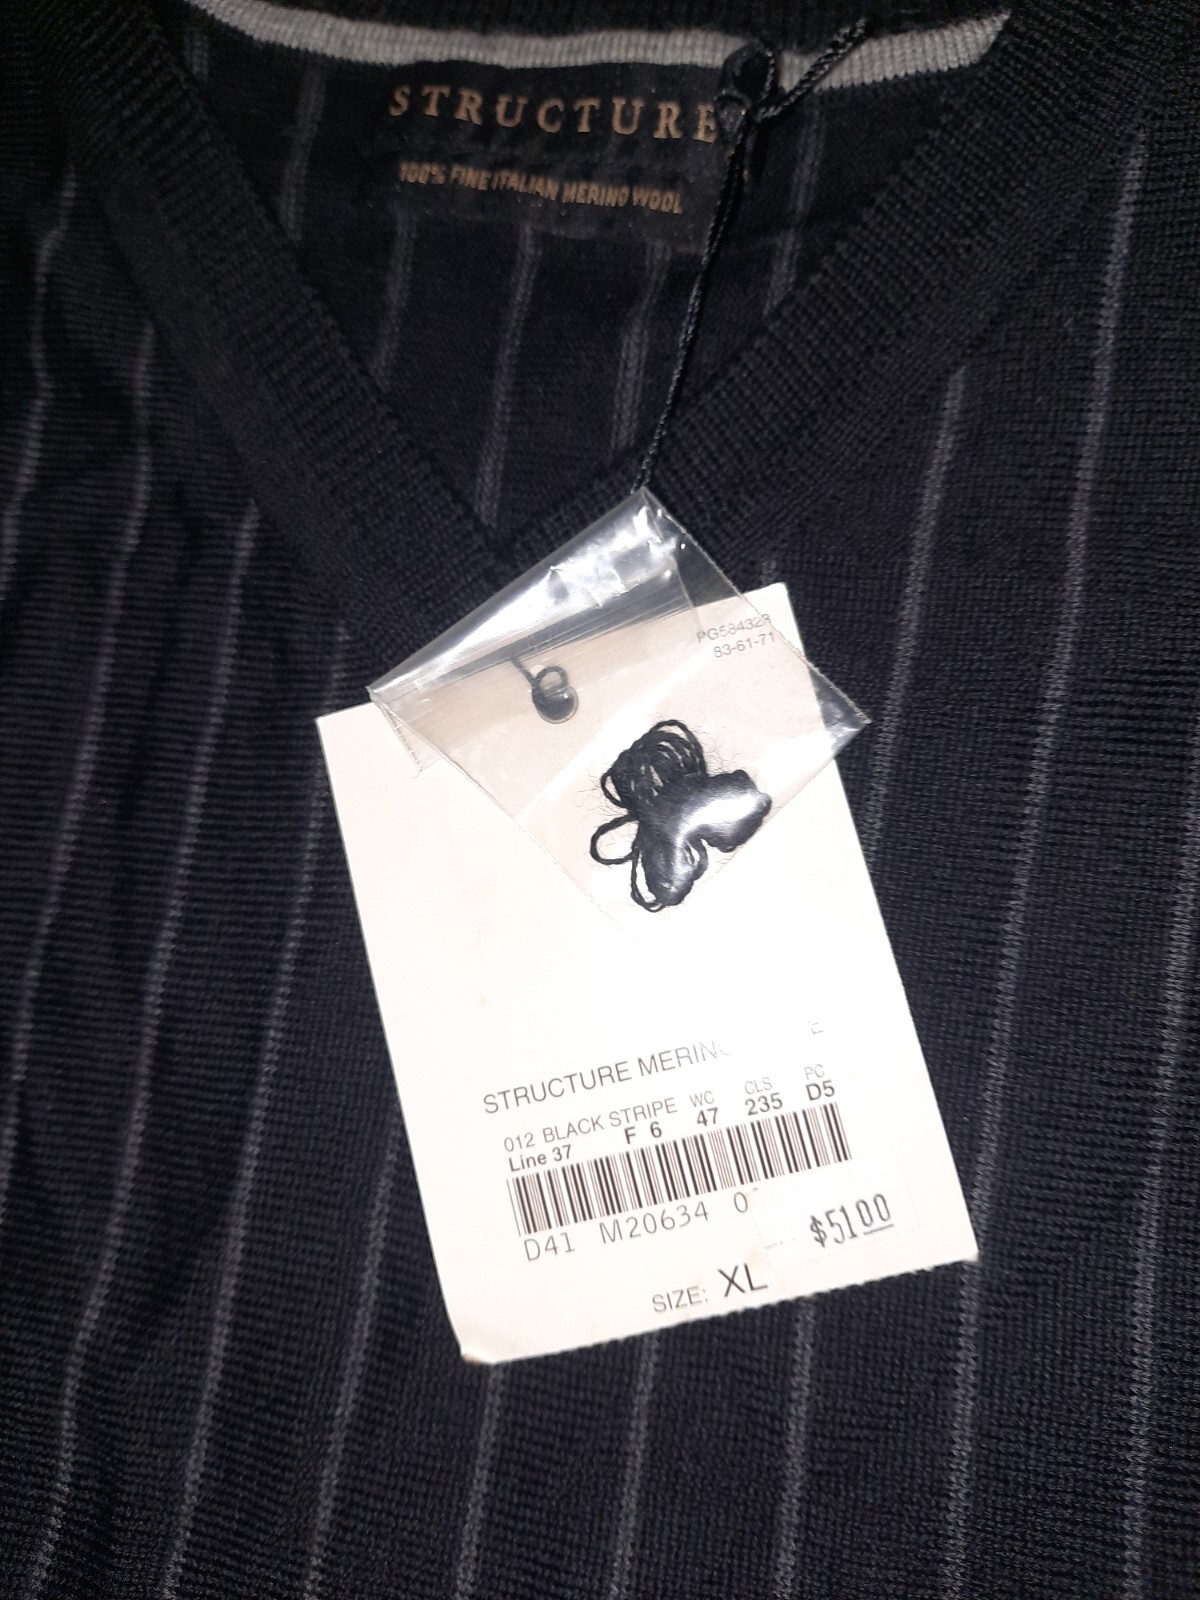 STRUCTURE
100% FINE ITALIAN MERINO WOOL
PG584328
83-61-71
STRUCTURE
012 BLACK STRIPE WC CLS PC
Line 37 F 6 47 235 D5
D41 M20634 0
$51.00
SIZE: XL